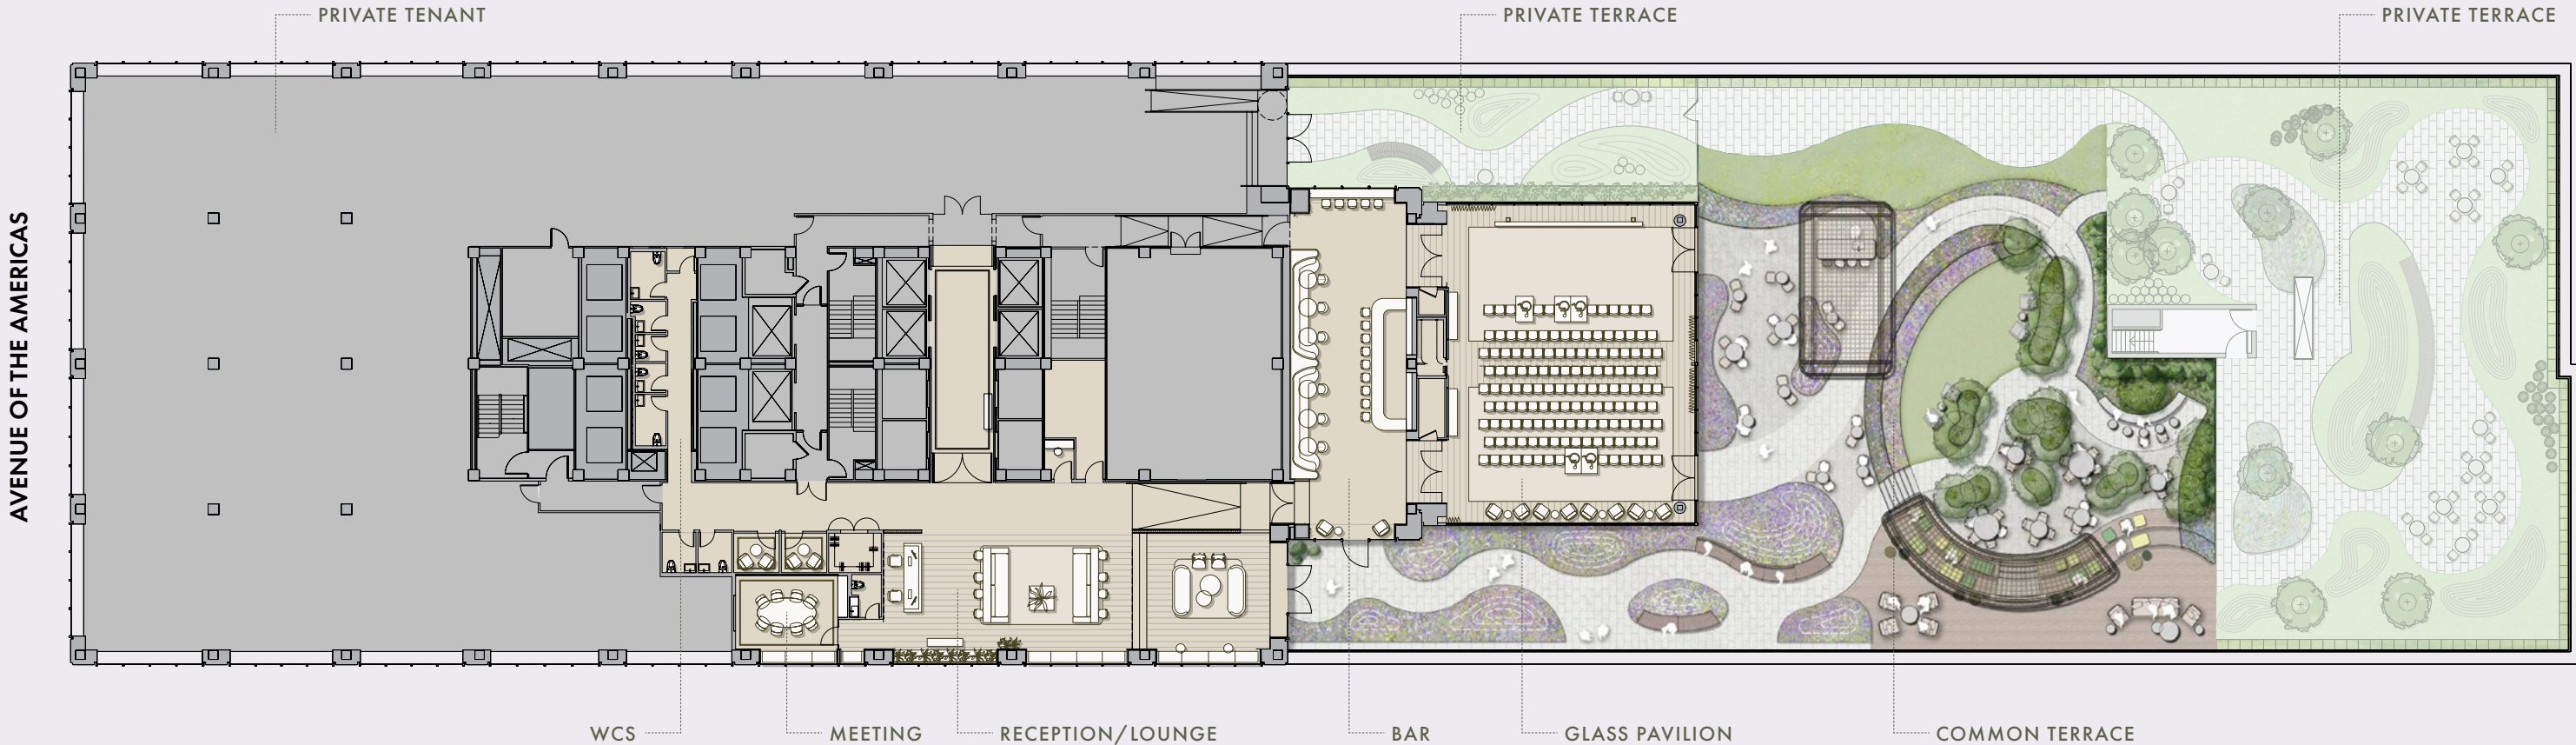 PRIVATE TENANT
PRIVATE TERRACE
PRIVATE TERRACE
AVENUE OF THE AMERICAS
WCS
MEETING
RECEPTION/LOUNGE
BAR
GLASS PAVILION
COMMON TERRACE